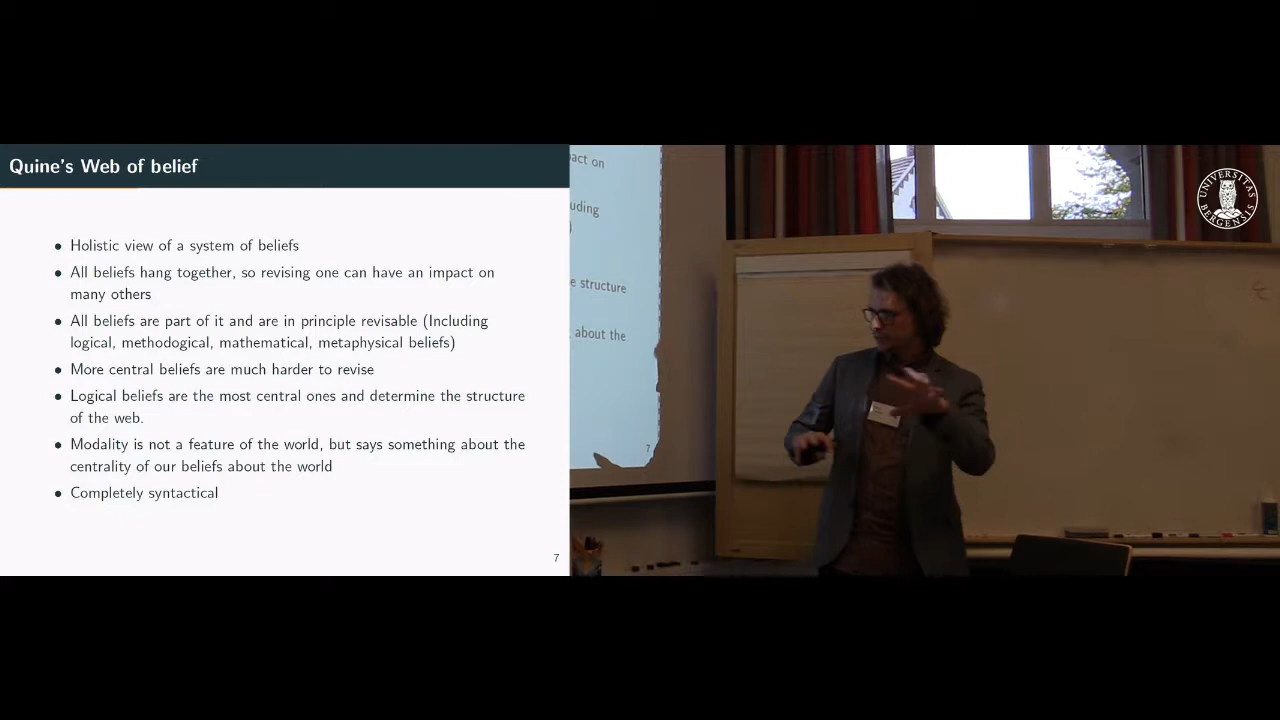 Quine's Web of belief
Holistic view of a system of beliefs
All beliefs hang together, so revising one can have an impact on
many others
All beliefs are part of it and are in principle revisable (Including
logical, methodogical, mathematical, metaphysical beliefs)
More central beliefs are much harder to revise
Logical beliefs are the most central ones and determine the structure
of the web.
Modality is not a feature of the world, but says something about the
centrality of our beliefs about the world
Completely syntactical
7
act on
uding
)
e structure
about the
7
UNIVERSITAS
BERGENSIS